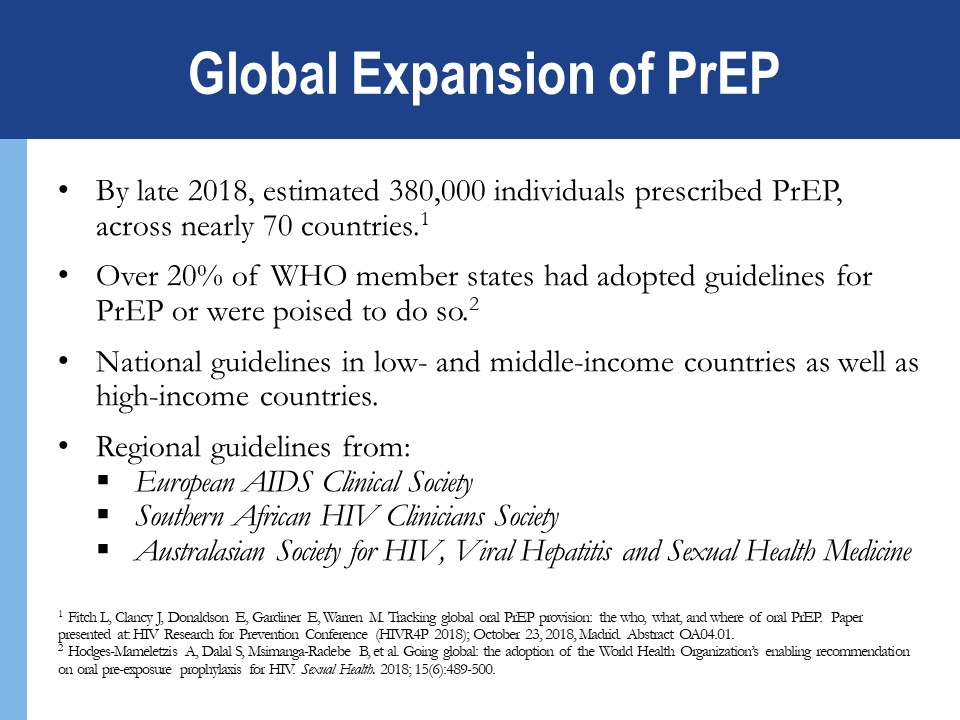 Global Expansion of PrEP
• By late 2018, estimated 380,000 individuals prescribed PrEP,
across nearly 70 countries.¹
• Over 20% of WHO member states had adopted guidelines for
PrEP or were poised to do so.²
• National guidelines in low- and middle-income countries as well as
high-income countries.
• Regional guidelines from:
▪ European AIDS Clinical Society
▪ Southern African HIV Clinicians Society
▪ Australasian Society for HIV, Viral Hepatitis and Sexual Health Medicine
¹ Fitch L, Clancy J, Donaldson E, Gardiner E, Warren M. Tracking global oral PrEP provision: the who, what, and where of oral PrEP. Paper
presented at: HIV Research for Prevention Conference (HIVR4P 2018); October 23, 2018, Madrid. Abstract OA04.01.
² Hodges-Mameletzis A, Dalal S, Msimanga-Radebe B, et al. Going global: the adoption of the World Health Organization's enabling recommendation
on oral pre-exposure prophylaxis for HIV. Sexual Health. 2018; 15(6):489-500.